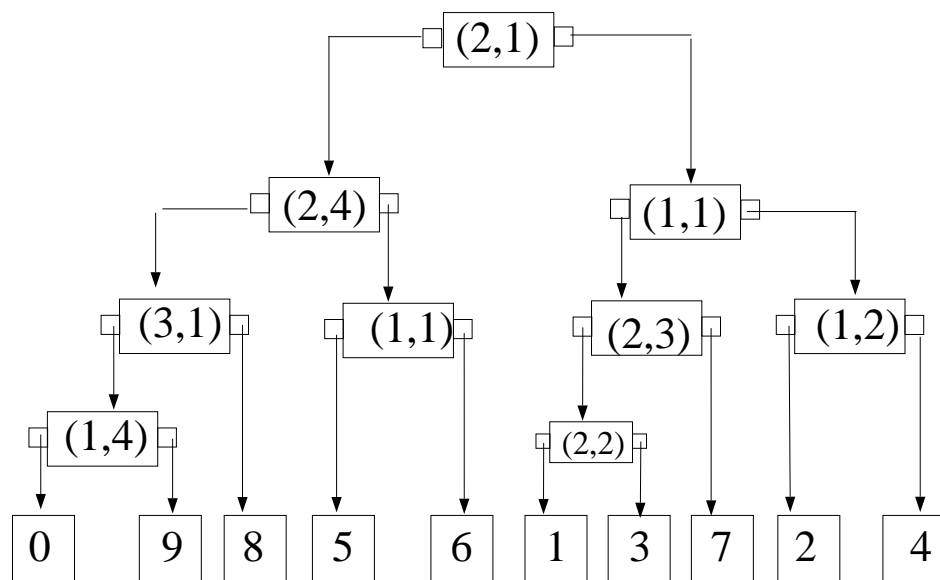 (2,1)
(2,4) (1,1)
(3,1) (1,1) (2,3) (1,2)
(1,4) (2,2)
0 9 8 5 6 1 3 7 2 4